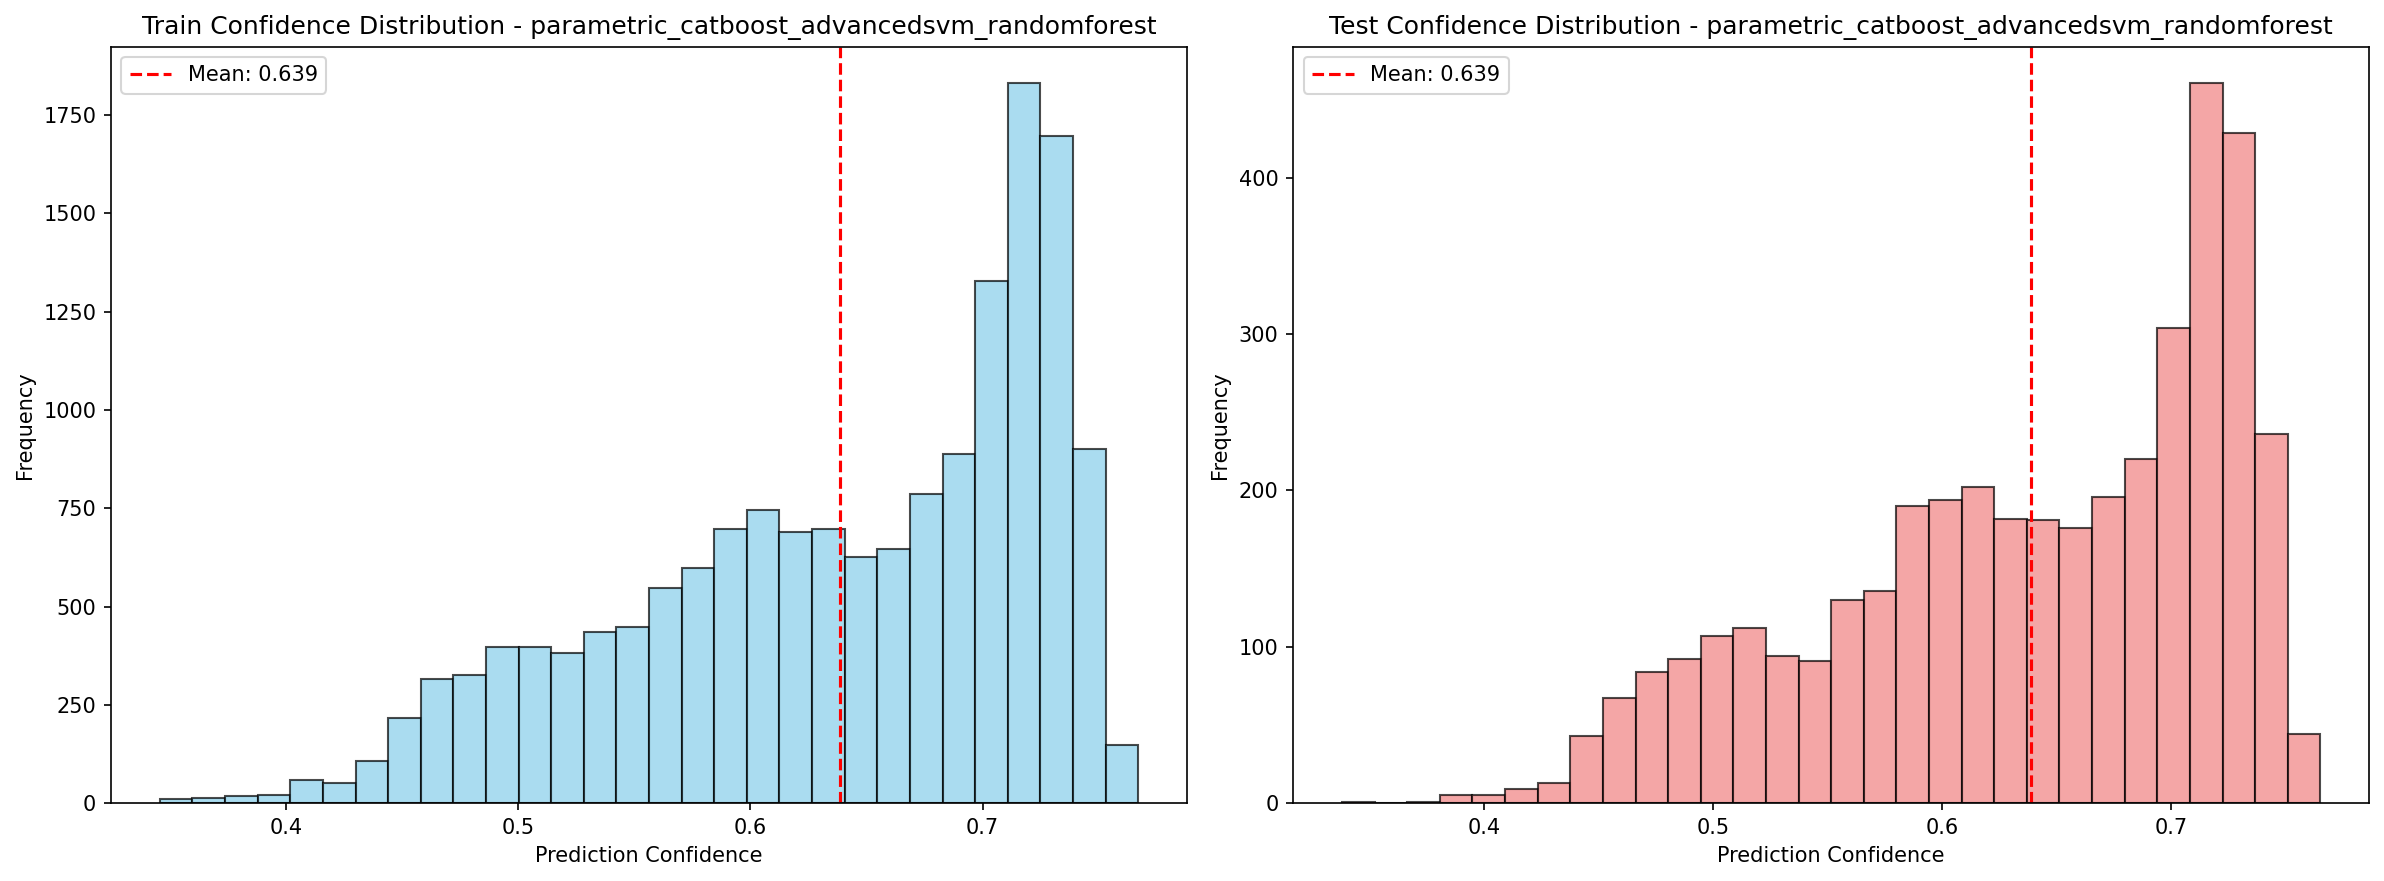 Train Confidence Distribution - parametric_catboost_advancedsvm_randomforest
Mean: 0.639
1750
1500
1250
1000
750
500
250
0
Frequency
0.4 0.5 0.6 0.7
Prediction Confidence
Test Confidence Distribution - parametric_catboost_advancedsvm_randomforest
Mean: 0.639
400
300
200
100
0
Frequency
0.4 0.5 0.6 0.7
Prediction Confidence